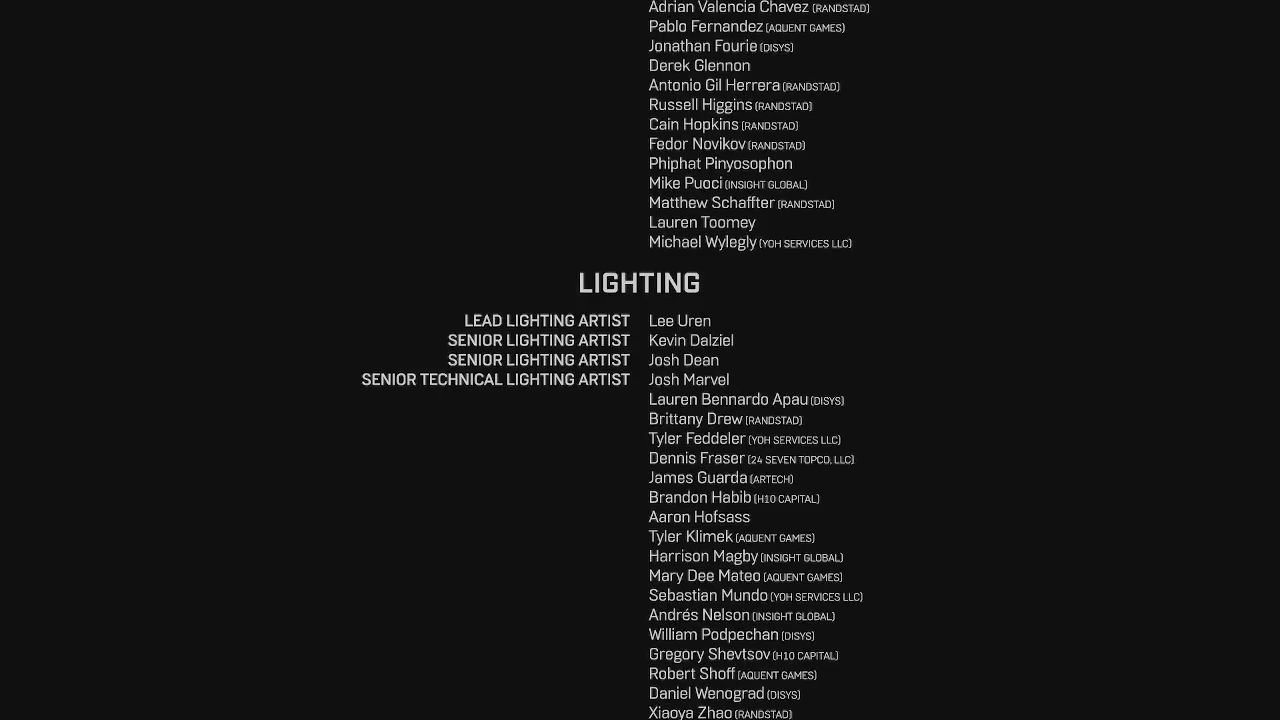 Adrian Valencia Chavez (RANDSTAD)
Pablo Fernandez (AQUENT GAMES)
Jonathan Fourie (DISYS)
Derek Glennon
Antonio Gil Herrera (RANDSTAD)
Russell Higgins (RANDSTAD)
Cain Hopkins (RANDSTAD)
Fedor Novikov (RANDSTAD)
Phiphat Pinyosophon
Mike Puoci (INSIGHT GLOBAL)
Matthew Schaffter (RANDSTAD)
Lauren Toomey
Michael Wylegly (YOH SERVICES LLC)
LIGHTING
LEAD LIGHTING ARTIST Lee Uren
SENIOR LIGHTING ARTIST Kevin Dalziel
SENIOR LIGHTING ARTIST Josh Dean
SENIOR TECHNICAL LIGHTING ARTIST Josh Marvel
Lauren Bennardo Apau (DISYS)
Brittany Drew (RANDSTAD)
Tyler Feddeler (YOH SERVICES LLC)
Dennis Fraser (24 SEVEN TOPCO, LLC)
James Guarda (ARTECH)
Brandon Habib (H10 CAPITAL)
Aaron Hofsass
Tyler Klimek (AQUENT GAMES)
Harrison Magby (INSIGHT GLOBAL)
Mary Dee Mateo (AQUENT GAMES)
Sebastian Mundo (YOH SERVICES LLC)
Andrés Nelson (INSIGHT GLOBAL)
William Podpechan (DISYS)
Gregory Shevtsov (H10 CAPITAL)
Robert Shoff (AQUENT GAMES)
Daniel Wenograd (DISYS)
Xiaoya Zhao (RANDSTAD)